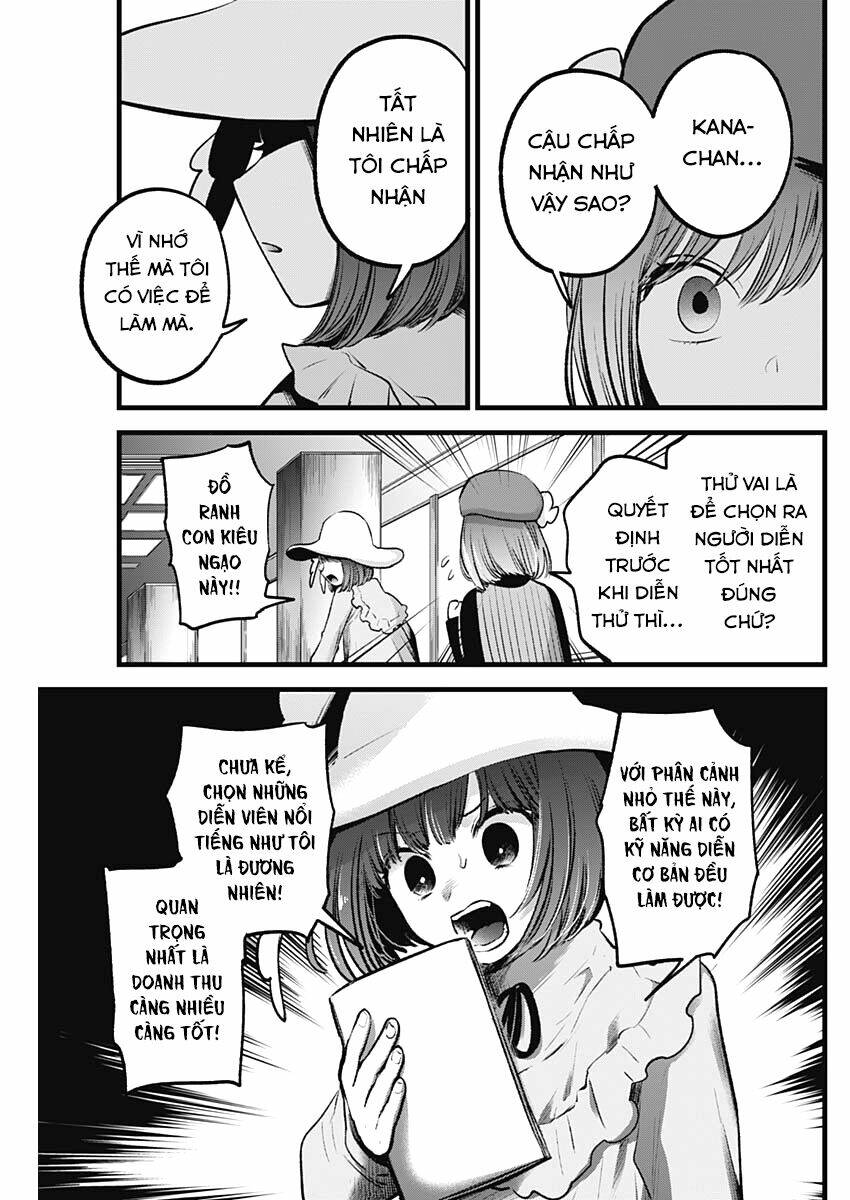 KANA-
CHAN...
CẬU CHẤP
NHẬN NHƯ
VẬY SAO?
TẤT
NHIÊN LÀ
TÔI CHẤP
NHẬN
VÌ NHỚ
THẾ MÀ TÔI
CÓ VIỆC ĐỂ
LÀM MÀ.
THỬ VAI LÀ
ĐỂ CHỌN RA
NGƯỜI DIỄN
TỐT NHẤT
ĐÚNG
CHỨ?
QUYẾT
ĐỊNH
TRƯỚC
KHI DIỄN
THỬ THÌ...
ĐỒ
RANH
CON KIÊU
NGẠO
NÀY!!
VỚI PHÂN CẢNH
NHỎ THẾ NÀY,
BẤT KỲ AI CÓ
KỸ NĂNG DIỄN
CƠ BẢN ĐỀU
LÀM ĐƯỢC!
CHƯA KỂ,
CHỌN NHỮNG
DIỄN VIÊN NỔI
TIẾNG NHƯ TÔI
LÀ ĐƯƠNG
NHIÊN!
QUAN
TRỌNG
NHẤT LÀ
DOANH THU
CÀNG NHIỀU
CÀNG TỐT!